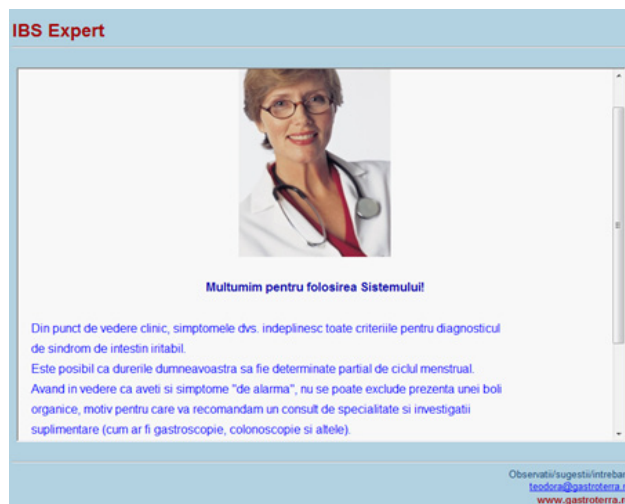 IBS Expert
Multumim pentru folosirea Sistemului!
Din punct de vedere clinic, simptomele dvs. indeplinesc toate criteriile pentru diagnosticul
de sindrom de intestin iritabil.
Este posibil ca durerile dumneavoastra sa fie determinate partial de ciclul menstrual.
Avand in vedere ca aveti si simptome "de alarma", nu se poate exclude prezenta unei boli
organice, motiv pentru care va recomandam un consult de specialitate si investigatii
suplimentare (cum ar fi gastroscopie, colonoscopie si altele).
Observatii/sugestii/intrebar
teodora@gastroterra.r
www.gastroterra.r